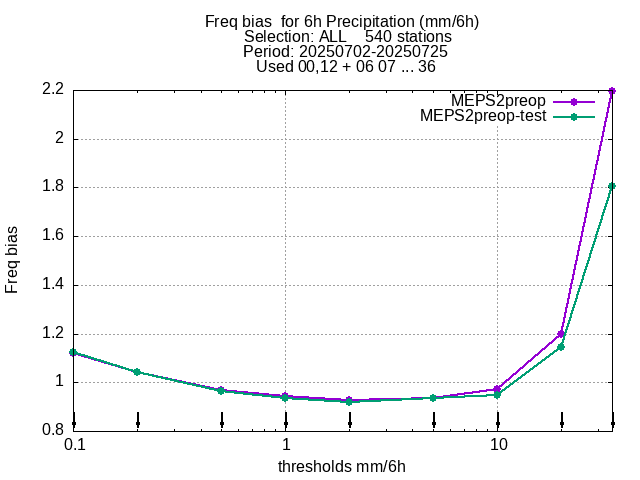 Freq bias  for 6h Precipitation (mm/6h)
Selection: ALL    540 stations
Period: 20250702-20250725
Used 00,12 + 06 07 ... 36
MEPS2preop
MEPS2preop-test
2.2
2
1.8
1.6
1.4
1.2
1
0.8
Freq bias
0.1 1 10
thresholds mm/6h